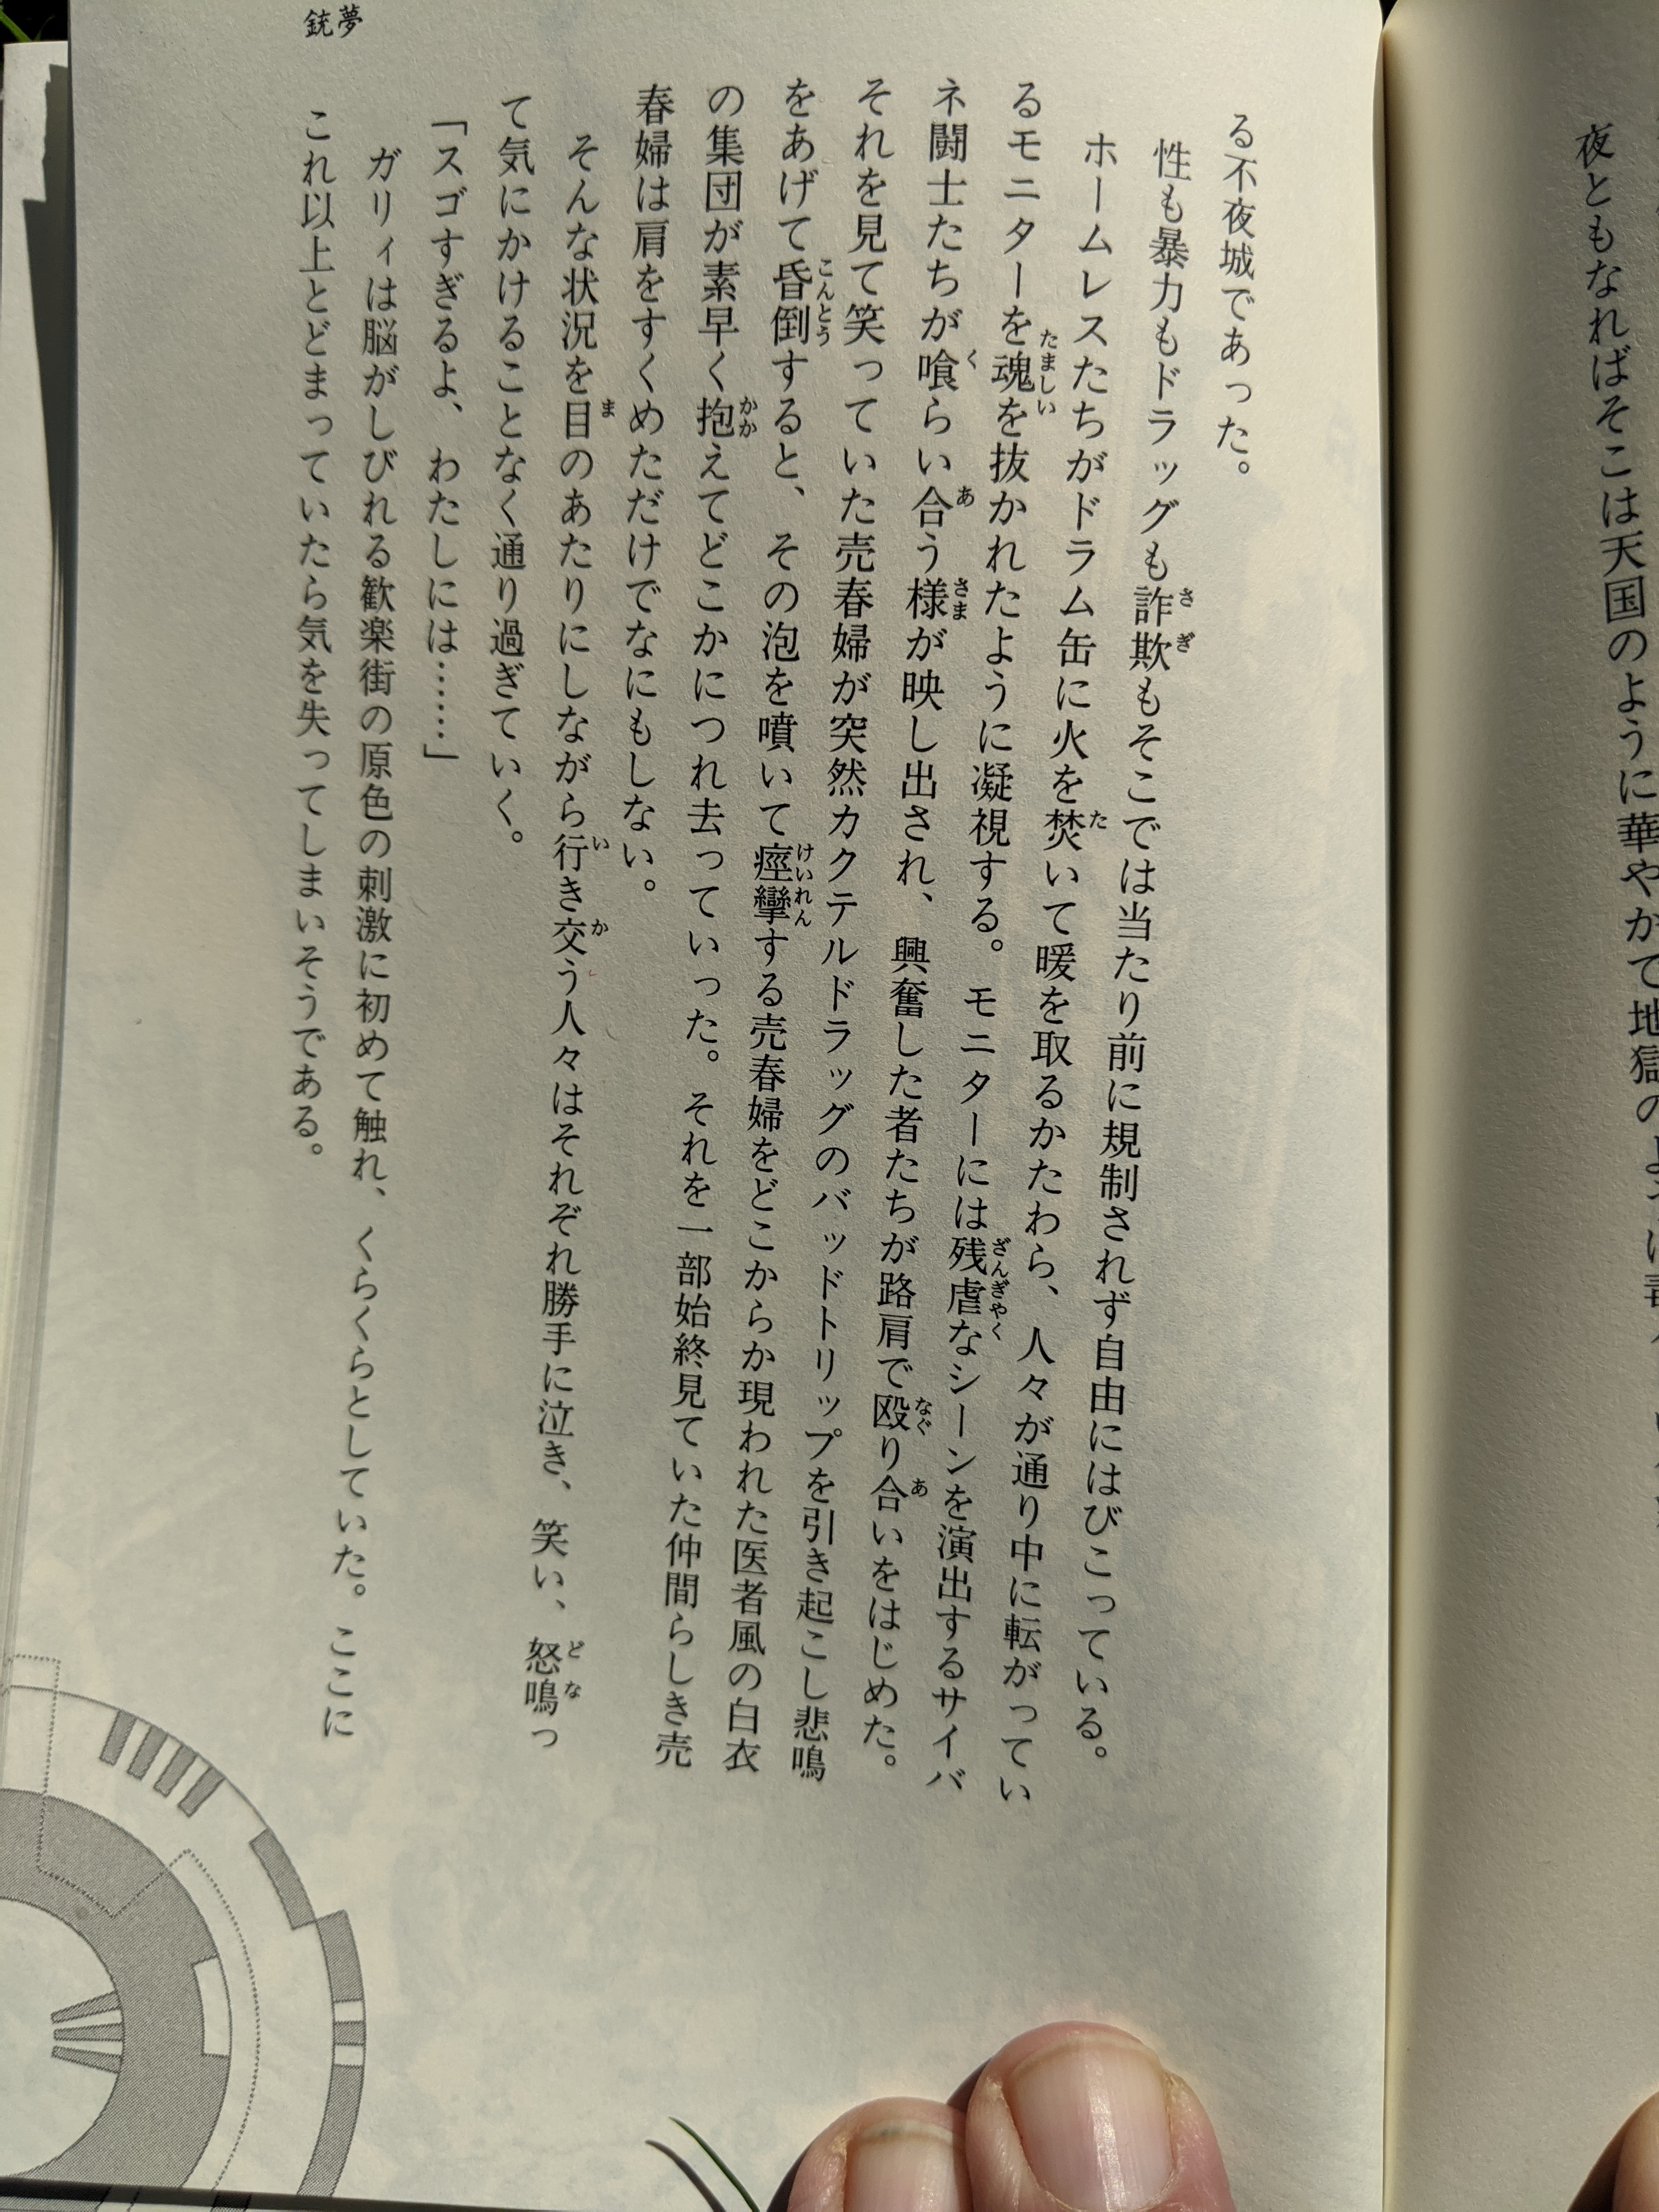 夜ともなればそこは天国のように華やかで地獄の
る不夜城であった。
性も暴力もドラッグも詐欺もそこでは当たり前に規制されず自由にはびこっている。
ホームレスたちがドラム缶に火を焚いて暖を取るかたわら、人々が通り中に転がってい
るモニターを魂を抜かれたように凝視する。モニターには残虐なシーンを演出するサイバ
ネ闘士たちが喰らい合う様が映し出され、興奮した者たちが路肩で殴り合いをはじめた。
それを見て笑っていた売春婦が突然カクテルドラッグのバッドトリップを引き起こし悲鳴
をあげて昏倒すると、その泡を噴いて痙攣する売春婦をどこからか現われた医者風の白衣
の集団が素早く抱えてどこかにつれ去っていった。それを一部始終見ていた仲間らしき売
春婦は肩をすくめただけでなにもしない。
そんな状況を目のあたりにしながら行き交う人々はそれぞれ勝手に泣き、笑い、怒鳴っ
て気にかけることなく通り過ぎていく。
「スゴすぎるよ、わたしには……」
ガリィは脳がしびれる歓楽街の原色の刺激に初めて触れ、くらくらとしていた。ここに
これ以上とどまっていたら気を失ってしまいそうである。
銃夢